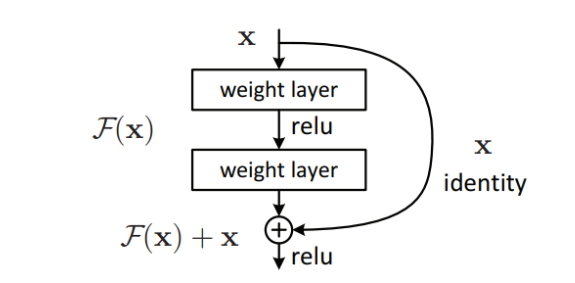 x
weight layer
relu
F(x)
x
weight layer
identity
F(x) + x
+
relu